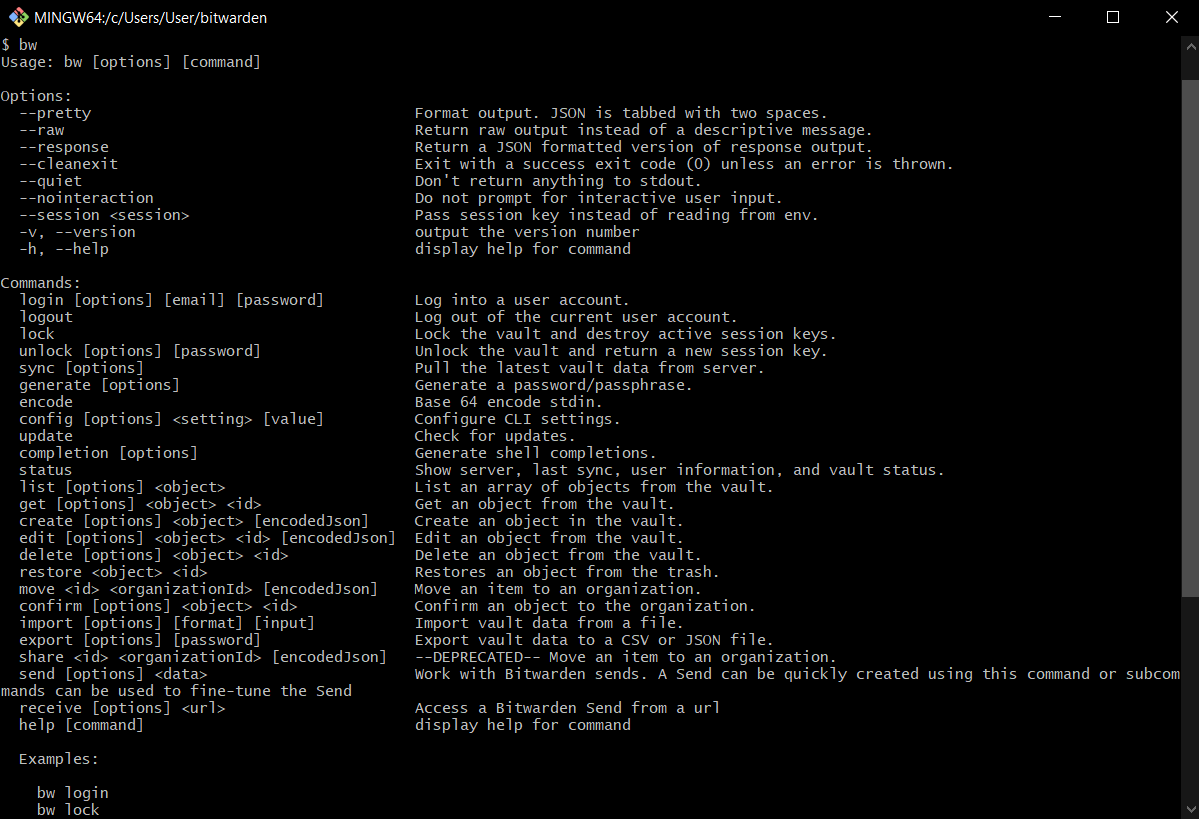 MINGW64:/c/Users/User/bitwarden
$ bw
Usage: bw [options] [command]

Options:
  --pretty                                    Format output. JSON is tabbed with two spaces.
  --raw                                       Return raw output instead of a descriptive message.
  --response                                  Return a JSON formatted version of response output.
  --cleanexit                                 Exit with a success exit code (0) unless an error is thrown.
  --quiet                                     Don't return anything to stdout.
  --nointeraction                             Do not prompt for interactive user input.
  --session <session>                         Pass session key instead of reading from env.
  -v, --version                               output the version number
  -h, --help                                  display help for command

Commands:
  login [options] [email] [password]          Log into a user account.
  logout                                      Log out of the current user account.
  lock                                        Lock the vault and destroy active session keys.
  unlock [options] [password]                 Unlock the vault and return a new session key.
  sync [options]                              Pull the latest vault data from server.
  generate [options]                          Generate a password/passphrase.
  encode                                      Base 64 encode stdin.
  config [options] <setting> [value]          Configure CLI settings.
  update                                      Check for updates.
  completion [options]                        Generate shell completions.
  status                                      Show server, last sync, user information, and vault status.
  list [options] <object>                     List an array of objects from the vault.
  get [options] <object> <id>                 Get an object from the vault.
  create [options] <object> [encodedJson]     Create an object in the vault.
  edit [options] <object> <id> [encodedJson]  Edit an object from the vault.
  delete [options] <object> <id>              Delete an object from the vault.
  restore <object> <id>                       Restores an object from the trash.
  move <id> <organizationId> [encodedJson]    Move an item to an organization.
  confirm [options] <object> <id>             Confirm an object to the organization.
  import [options] [format] [input]           Import vault data from a file.
  export [options] [password]                 Export vault data to a CSV or JSON file.
  share <id> <organizationId> [encodedJson]   --DEPRECATED-- Move an item to an organization.
  send [options] <data>                       Work with Bitwarden sends. A Send can be quickly created using this command or subcom
mands can be used to fine-tune the Send
  receive [options] <url>                     Access a Bitwarden Send from a url
  help [command]                              display help for command

  Examples:

    bw login
    bw lock